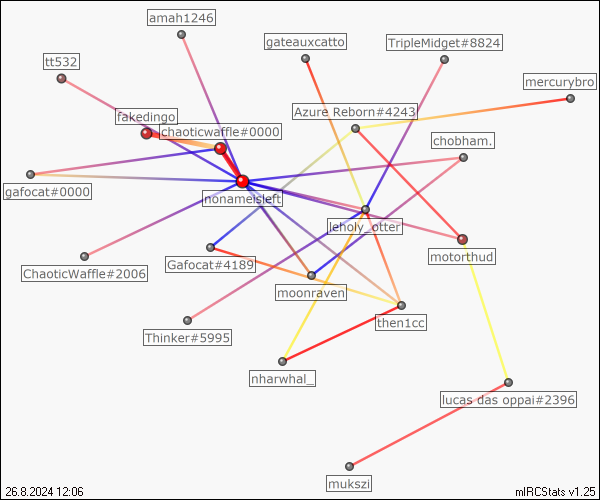 amah1246
gateauxcatto
TripleMidget#8824
tt532
mercurybro
fakedingo
Azure Reborn#4243
chaoticwaffle#0000
chobham.
gafocat#0000
nonameisleft
leholy_otter
motorthud
ChaoticWaffle#2006
Gafocat#4189
moonraven
then1cc
Thinker#5995
nharwhal_
lucas das oppai#2396
mukszi
26.8.2024 12:06
mIRCStats v1.25